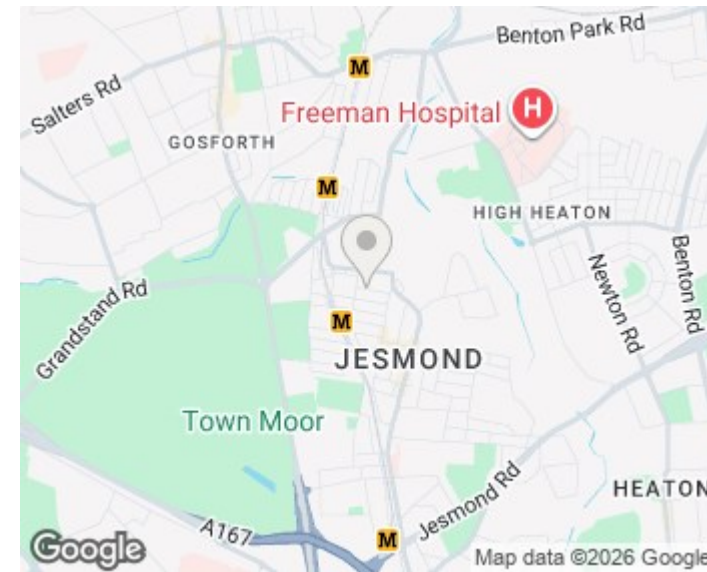 Benton Park Rd
M
Salters Rd
Freeman Hospital H
GOSFORTH
M
HIGH HEATON
Benton Rd
Newton Rd
Grandstand Rd
M
JESMOND
Town Moor
Jesmond Rd
HEATON
A167
M
Google
Map data ©2026 Google